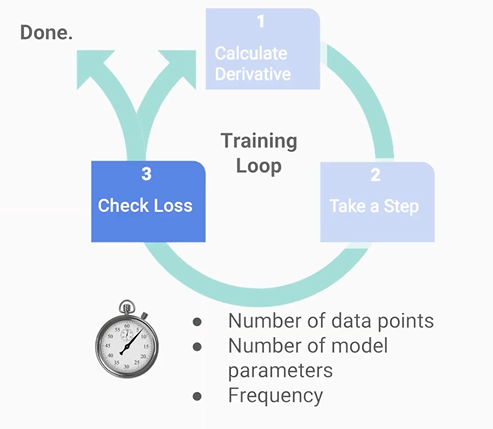 Done.
1
Calculate
Derivative
Training
Loop
2
Take a Step
3
Check Loss
Number of data points
Number of model
parameters
Frequency